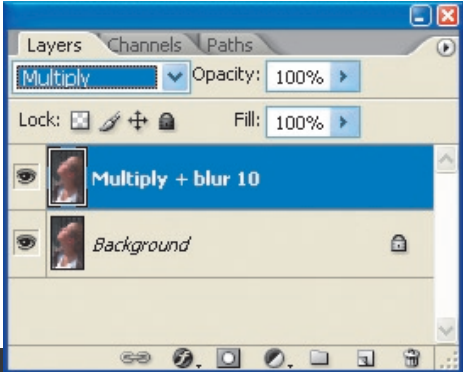 Layers Channels Paths
Multiply Opacity: 100%
Lock: Fill: 100%
Multiply + blur 10
Background